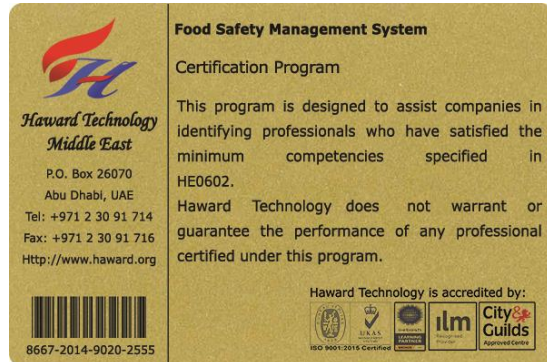 Haward Technology
Middle East
P.O. Box 26070
Abu Dhabi, UAE
Tel: +971 2 30 91 714
Fax: +971 2 30 91 716
Http://www.haward.org
8667-2014-9020-2555
Food Safety Management System
Certification Program
This program is designed to assist companies in
identifying professionals who have satisfied the
minimum competencies specified in
HE0602.
Haward Technology does not warrant or
guarantee the performance of any professional
certified under this program.
Haward Technology is accredited by:
UKAS
ISO 9001:2015 Certified
ilm
Recognised
Provider
City&
Guilds
Approved Centre